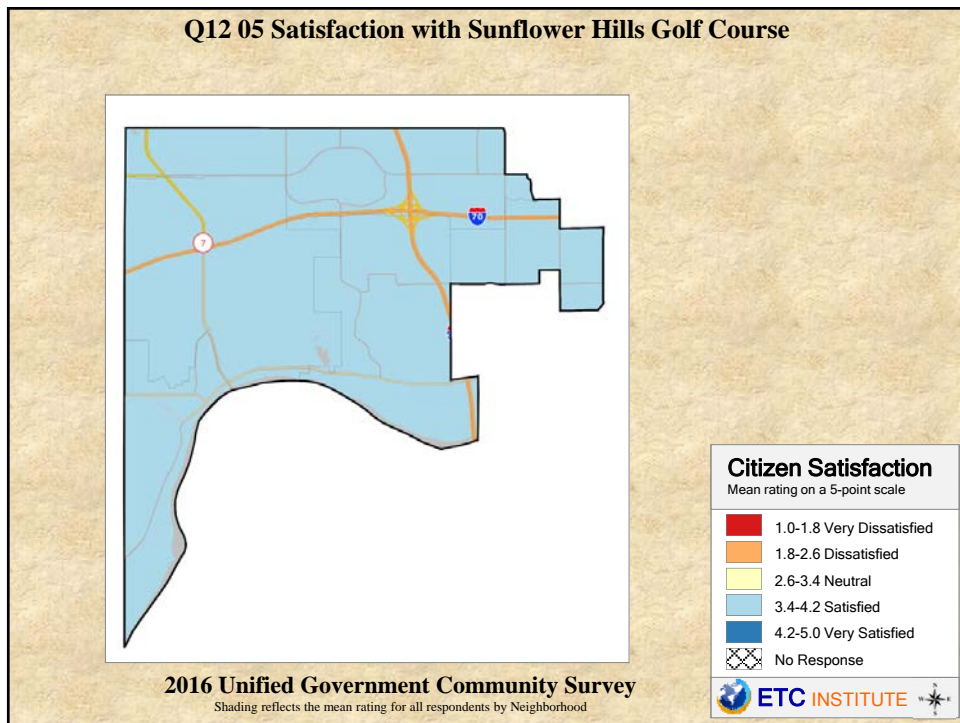 Q12 05 Satisfaction with Sunflower Hills Golf Course
70
7
Citizen Satisfaction
Mean rating on a 5-point scale
1.0-1.8 Very Dissatisfied
1.8-2.6 Dissatisfied
2.6-3.4 Neutral
3.4-4.2 Satisfied
4.2-5.0 Very Satisfied
No Response
2016 Unified Government Community Survey
Shading reflects the mean rating for all respondents by Neighborhood
ETC INSTITUTE
N
W E
S